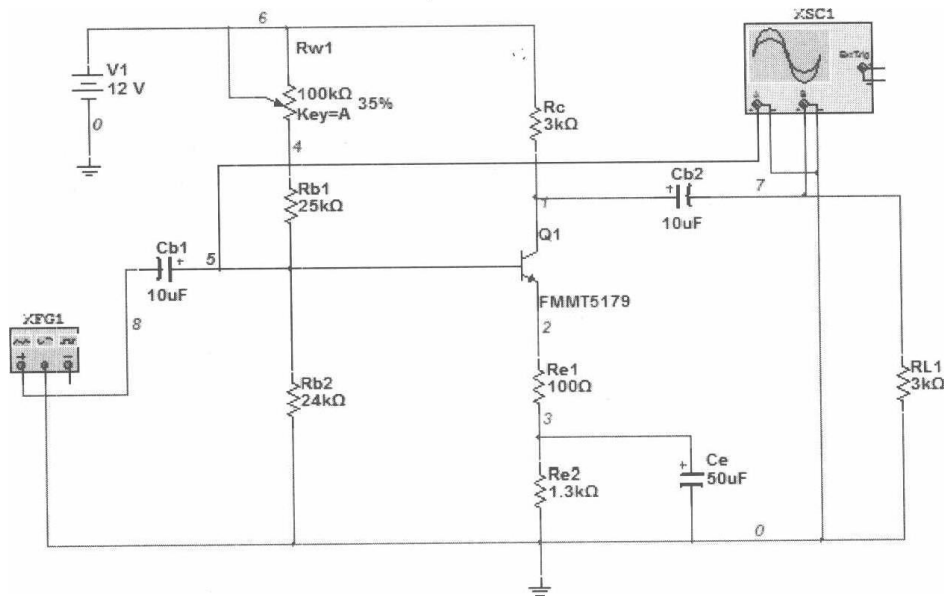 6
XSC1
Rw1
V1
12 V
0
100kΩ
Key=A
35%
4
Rc
3kΩ
Ext Trig
Rb1
25kΩ
Cb1
10uF
5
1
Cb2
10uF
7
Q1
FMMT5179
8
XFG1
2
Rb2
24kΩ
Re1
100Ω
RL1
3kΩ
3
Re2
1.3kΩ
Ce
50uF
0